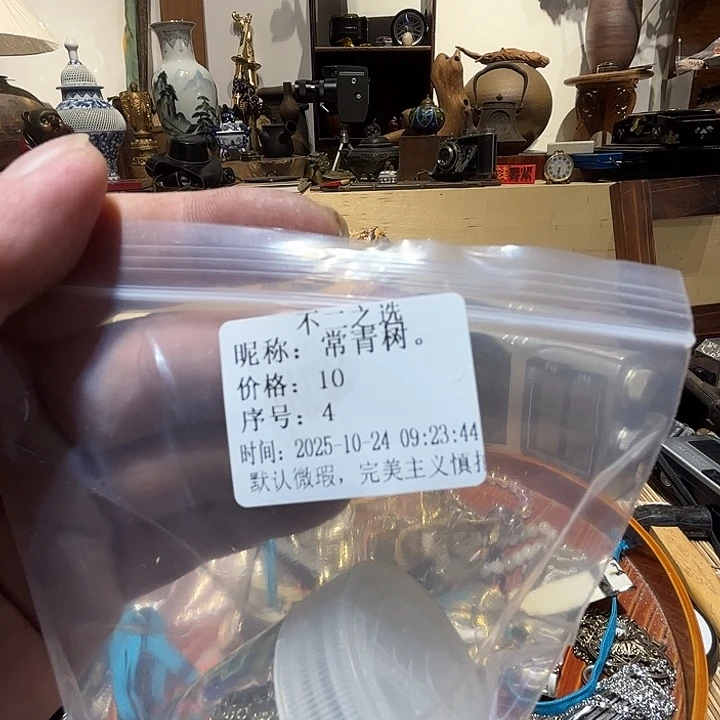 不二之选
昵称：常青树。
价格：10
序号：4
时间：2025-10-24 09:23:44
默认微瑕，完美主义慎